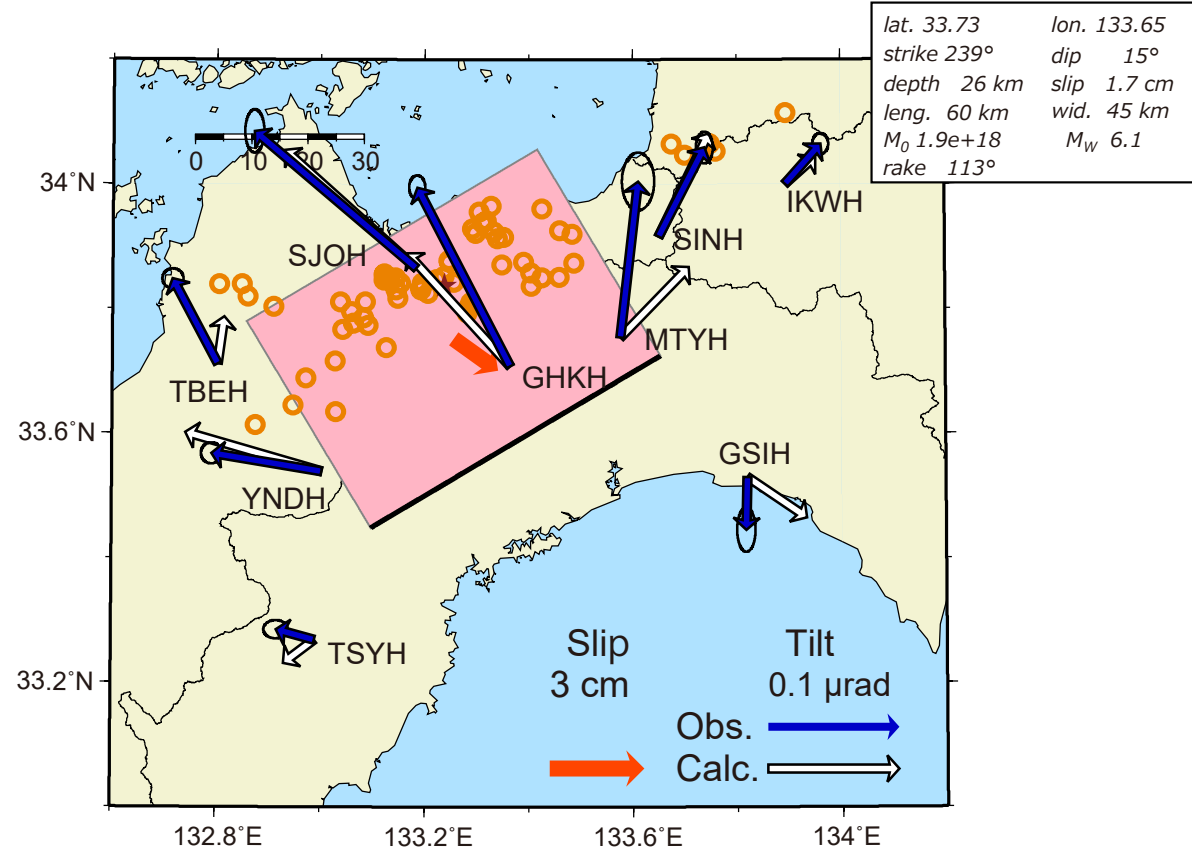 lat. 33.73 lon. 133.65
strike 239° dip 15°
depth 26 km slip 1.7 cm
leng. 60 km wid. 45 km
M0 1.9e+18 MW 6.1
rake 113°
0 10 20 30
34˚N
IKWH
SINH
SJOH
MTYH
TBEH
GHKH
33.6˚N
GSIH
YNDH
TSYH
Slip Tilt
3 cm 0.1 μrad
33.2˚N
Obs.
Calc.
132.8˚E 133.2˚E 133.6˚E 134˚E